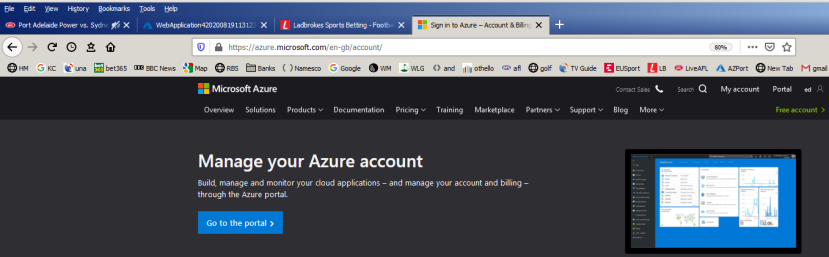 File Edit View History Bookmarks Tools Help
Port Adelaide Power vs. Sydne WebApplication4202008191131 Ladbrokes Sports Betting - Footba Sign in to Azure – Account & Billing
https://azure.microsoft.com/en-gb/account/ 80%
HM KC una bet365 BBC News Map RBS Banks Namesco Google WM WLG and othello afl golf TV Guide EUSport LB LiveAFL AZPort New Tab gmail
Microsoft Azure Contact Sales Search My account Portal ed
Overview Solutions Products Documentation Pricing Training Marketplace Partners Support Blog More Free account >
Manage your Azure account
Build, manage and monitor your cloud applications – and manage your account and billing –
through the Azure portal.
Go to the portal >